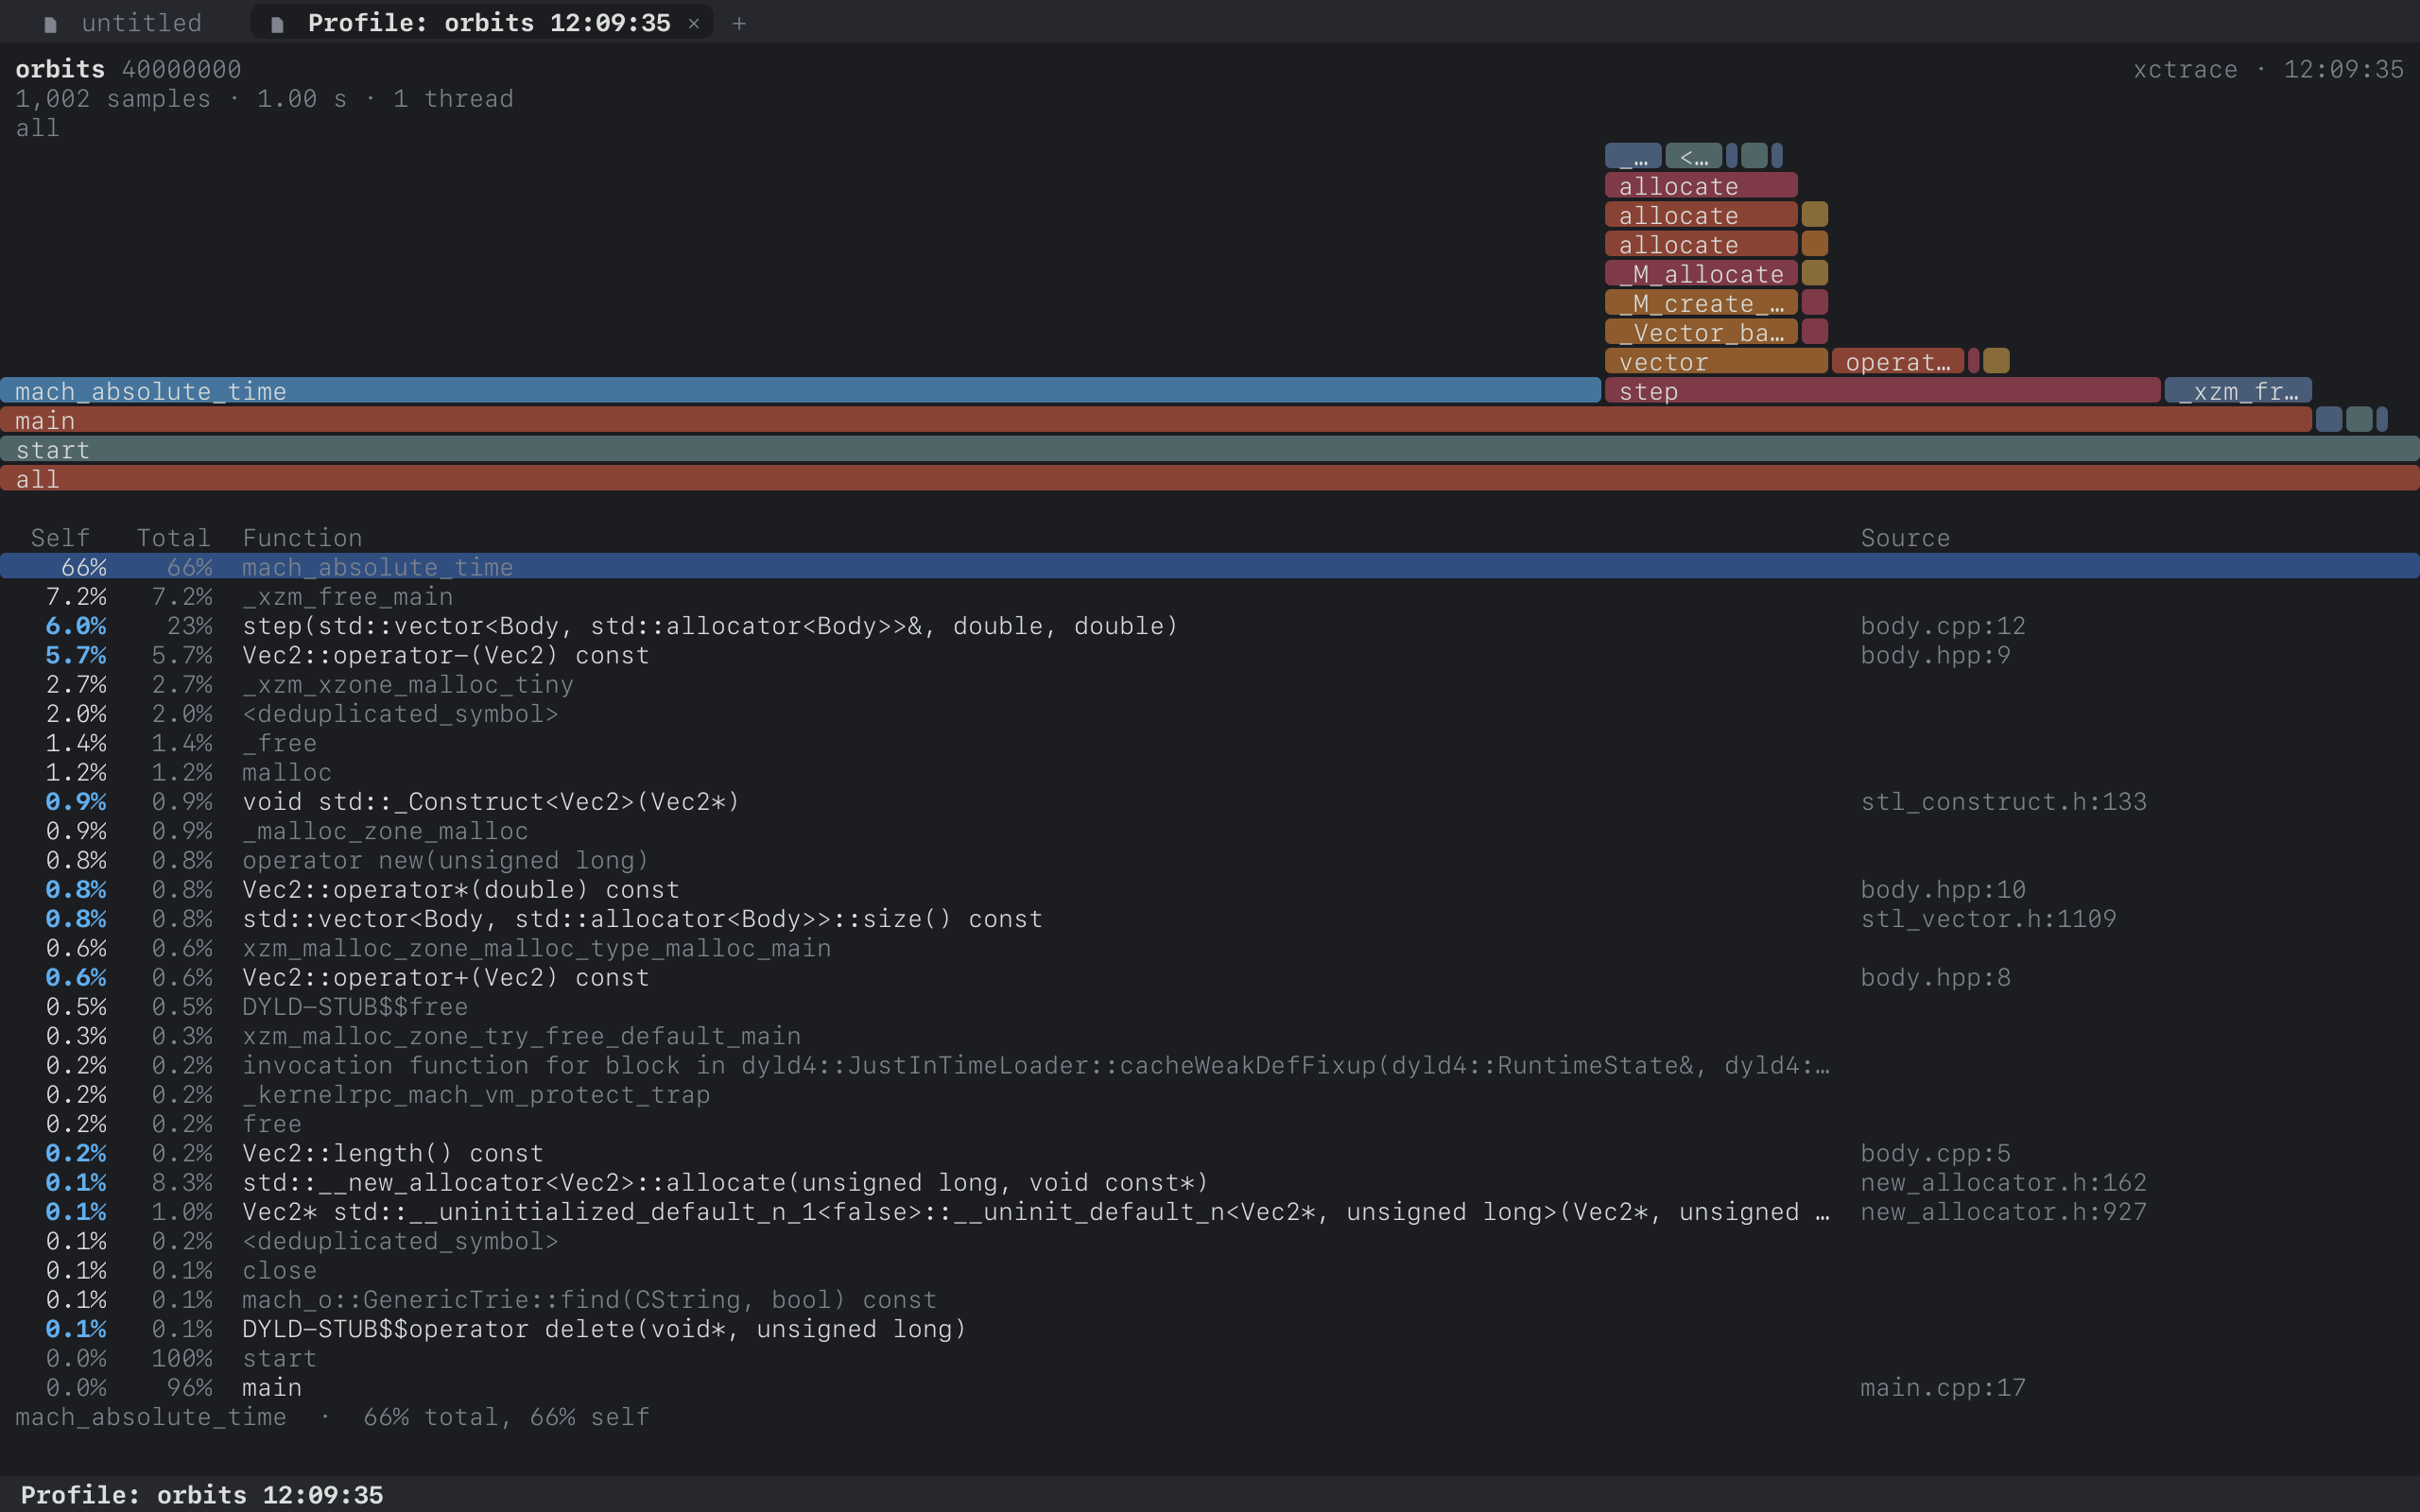 untitled Profile: orbits 12:09:35 × +
orbits 40000000 xctrace · 12:09:35
1,002 samples · 1.00 s · 1 thread
all
_… <…
allocate
allocate
allocate
_M_allocate
_M_create_…
_Vector_ba…
vector operat…
mach_absolute_time step _xzm_fr…
main
start
all
Self Total Function Source
66% 66% mach_absolute_time
7.2% 7.2% _xzm_free_main
6.0% 23% step(std::vector<Body, std::allocator<Body>>&, double, double) body.cpp:12
5.7% 5.7% Vec2::operator-(Vec2) const body.hpp:9
2.7% 2.7% _xzm_xzone_malloc_tiny
2.0% 2.0% <deduplicated_symbol>
1.4% 1.4% _free
1.2% 1.2% malloc
0.9% 0.9% void std::_Construct<Vec2>(Vec2*) stl_construct.h:133
0.9% 0.9% _malloc_zone_malloc
0.8% 0.8% operator new(unsigned long)
0.8% 0.8% Vec2::operator*(double) const body.hpp:10
0.8% 0.8% std::vector<Body, std::allocator<Body>>::size() const stl_vector.h:1109
0.6% 0.6% xzm_malloc_zone_malloc_type_malloc_main
0.6% 0.6% Vec2::operator+(Vec2) const body.hpp:8
0.5% 0.5% DYLD-STUB$$free
0.3% 0.3% xzm_malloc_zone_try_free_default_main
0.2% 0.2% invocation function for block in dyld4::JustInTimeLoader::cacheWeakDefFixup(dyld4::RuntimeState&, dyld4:…
0.2% 0.2% _kernelrpc_mach_vm_protect_trap
0.2% 0.2% free
0.2% 0.2% Vec2::length() const body.cpp:5
0.1% 8.3% std::__new_allocator<Vec2>::allocate(unsigned long, void const*) new_allocator.h:162
0.1% 1.0% Vec2* std::__uninitialized_default_n_1<false>::__uninit_default_n<Vec2*, unsigned long>(Vec2*, unsigned … new_allocator.h:927
0.1% 0.2% <deduplicated_symbol>
0.1% 0.1% close
0.1% 0.1% mach_o::GenericTrie::find(CString, bool) const
0.1% 0.1% DYLD-STUB$$operator delete(void*, unsigned long)
0.0% 100% start
0.0% 96% main main.cpp:17
mach_absolute_time · 66% total, 66% self
Profile: orbits 12:09:35